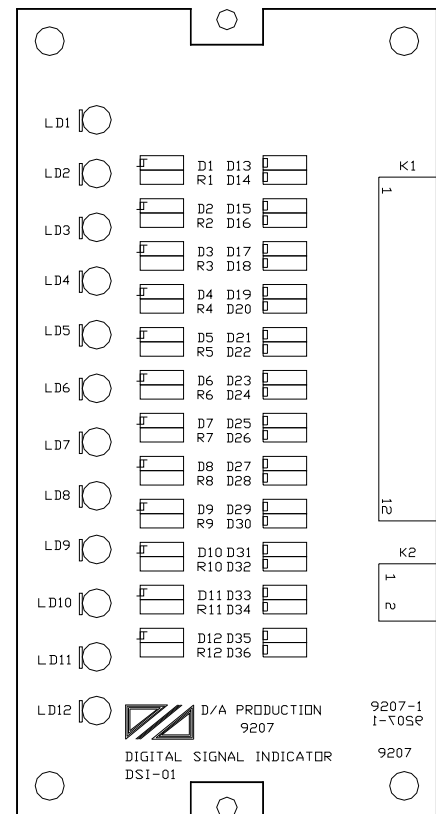 K1
1
12
K2
1
2
LD1
LD2
LD3
LD4
LD5
LD6
LD7
LD8
LD9
LD10
LD11
LD12
D1 D13
R1 D14
D2 D15
R2 D16
D3 D17
R3 D18
D4 D19
R4 D20
D5 D21
R5 D22
D6 D23
R6 D24
D7 D25
R7 D26
D8 D27
R8 D28
D9 D29
R9 D30
D10 D31
R10 D32
D11 D33
R11 D34
D12 D35
R12 D36
D/A PRODUCTION
9207
DIGITAL SIGNAL INDICATOR
DSI-01
9207-1
9207-1
9207